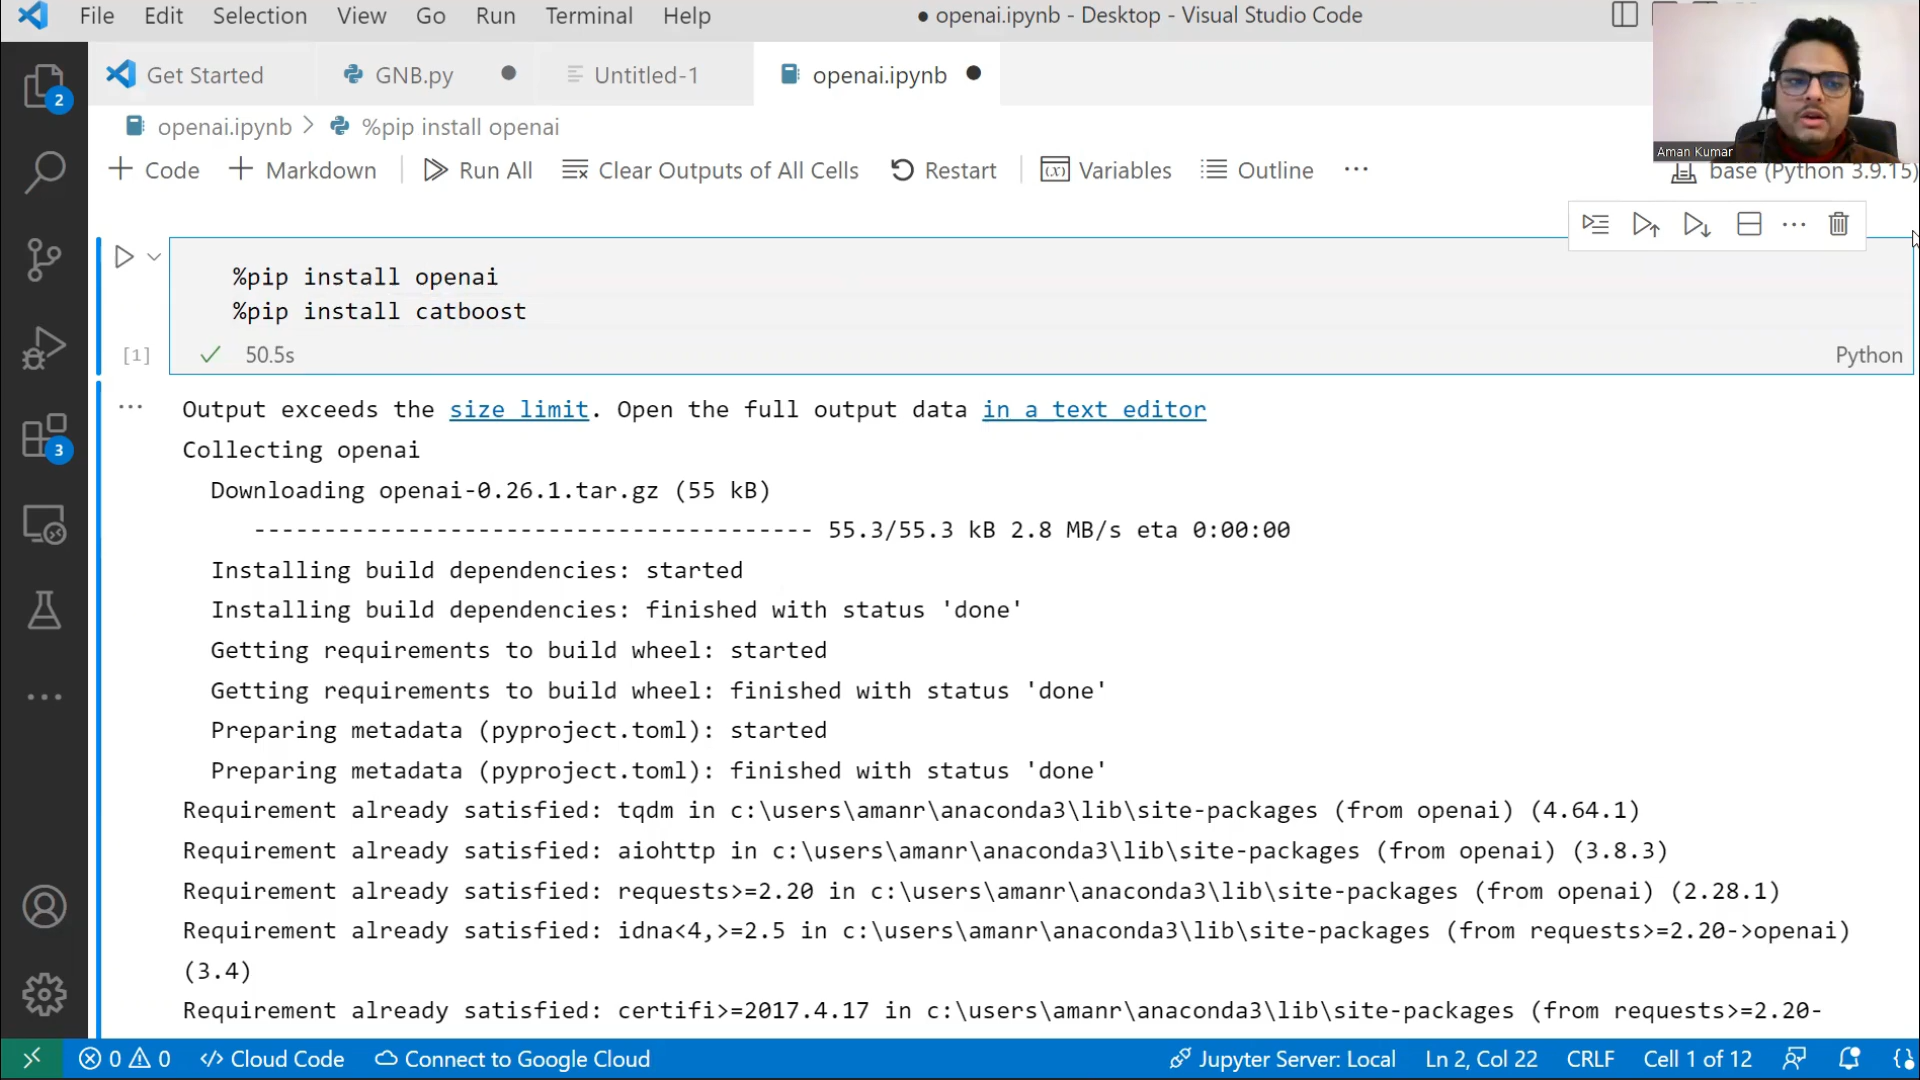 File Edit Selection View Go Run Terminal Help ● openai.ipynb - Desktop - Visual Studio Code
Get Started GNB.py Untitled-1 openai.ipynb
openai.ipynb > %pip install openai
Aman Kumar
+ Code + Markdown Run All Clear Outputs of All Cells Restart Variables Outline ... base (Python 3.9.15)
%pip install openai
%pip install catboost
[1] ✓ 50.5s Python
... Output exceeds the size limit. Open the full output data in a text editor
Collecting openai
Downloading openai-0.26.1.tar.gz (55 kB)
---------------------------------------- 55.3/55.3 kB 2.8 MB/s eta 0:00:00
Installing build dependencies: started
Installing build dependencies: finished with status 'done'
Getting requirements to build wheel: started
Getting requirements to build wheel: finished with status 'done'
Preparing metadata (pyproject.toml): started
Preparing metadata (pyproject.toml): finished with status 'done'
Requirement already satisfied: tqdm in c:\users\amanr\anaconda3\lib\site-packages (from openai) (4.64.1)
Requirement already satisfied: aiohttp in c:\users\amanr\anaconda3\lib\site-packages (from openai) (3.8.3)
Requirement already satisfied: requests>=2.20 in c:\users\amanr\anaconda3\lib\site-packages (from openai) (2.28.1)
Requirement already satisfied: idna<4,>=2.5 in c:\users\amanr\anaconda3\lib\site-packages (from requests>=2.20->openai)
(3.4)
Requirement already satisfied: certifi>=2017.4.17 in c:\users\amanr\anaconda3\lib\site-packages (from requests>=2.20-
2
3
0 0 Cloud Code Connect to Google Cloud Jupyter Server: Local Ln 2, Col 22 CRLF Cell 1 of 12